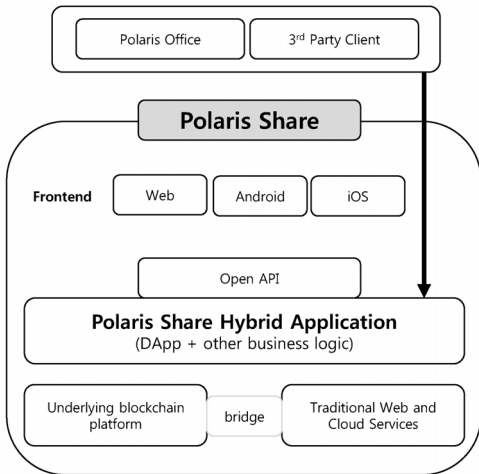 Polaris Office
3rd Party Client
Polaris Share
Frontend
Web
Android
iOS
Open API
Polaris Share Hybrid Application
(DApp + other business logic)
Underlying blockchain
platform
bridge
Traditional Web and
Cloud Services